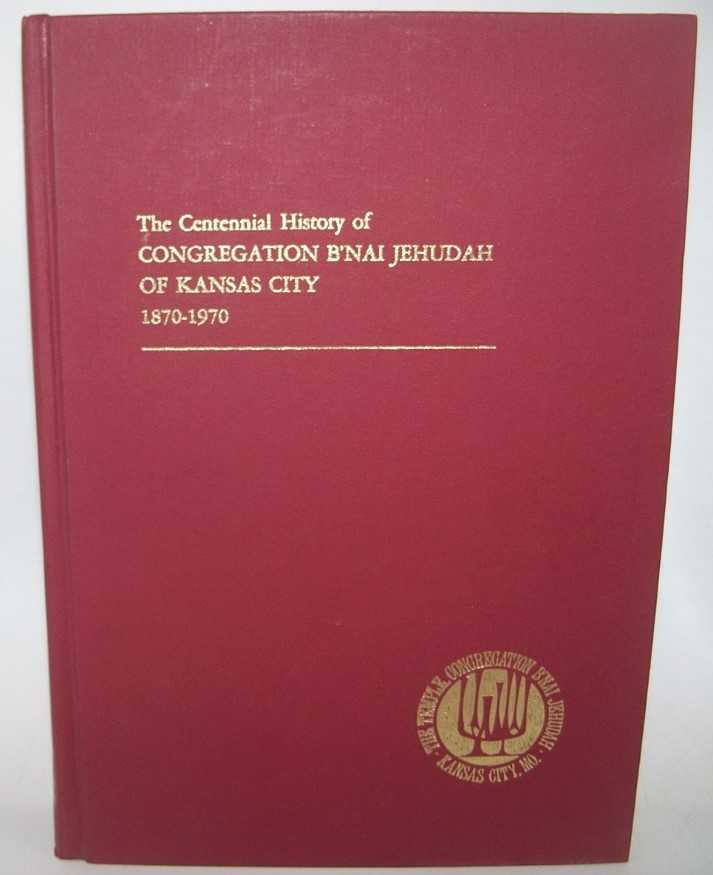 The Centennial History of
CONGREGATION B'NAI JEHUDAH
OF KANSAS CITY
1870-1970
THE TEMPLE, CONGREGATION B'NAI JEHUDAH
· KANSAS CITY, MO. ·